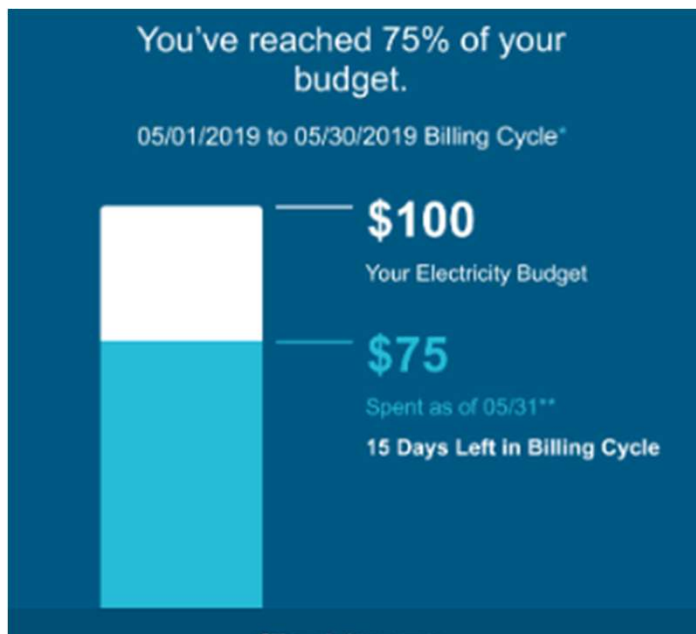 You've reached 75% of your
budget.
05/01/2019 to 05/30/2019 Billing Cycle*
$100
Your Electricity Budget
$75
Spent as of 05/31**
15 Days Left in Billing Cycle